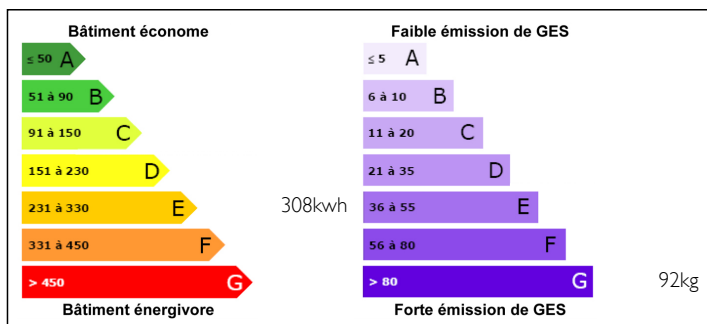 Bâtiment économe
≤ 50 A
51 à 90 B
91 à 150 C
151 à 230 D
231 à 330 E
308kwh
331 à 450 F
> 450 G
Bâtiment énergivore
Faible émission de GES
≤ 5 A
6 à 10 B
11 à 20 C
21 à 35 D
36 à 55 E
56 à 80 F
> 80 G
92kg
Forte émission de GES